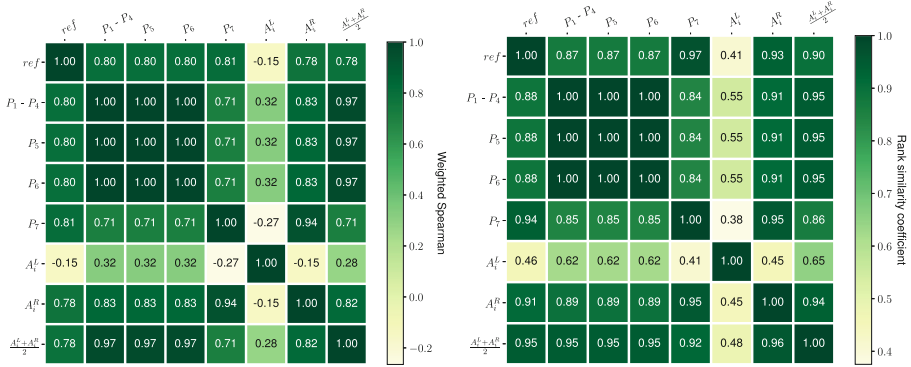 ref P₁ - P₄ P₅ P₆ P₇ Aᵢᴸ Aᵢᴿ (Aᵢᴸ+Aᵢᴿ)/2
ref 1.00 0.80 0.80 0.80 0.81 -0.15 0.78 0.78
P₁ - P₄ 0.80 1.00 1.00 1.00 0.71 0.32 0.83 0.97
P₅ 0.80 1.00 1.00 1.00 0.71 0.32 0.83 0.97
P₆ 0.80 1.00 1.00 1.00 0.71 0.32 0.83 0.97
P₇ 0.81 0.71 0.71 0.71 1.00 -0.27 0.94 0.71
Aᵢᴸ -0.15 0.32 0.32 0.32 -0.27 1.00 -0.15 0.28
Aᵢᴿ 0.78 0.83 0.83 0.83 0.94 -0.15 1.00 0.82
(Aᵢᴸ+Aᵢᴿ)/2 0.78 0.97 0.97 0.97 0.71 0.28 0.82 1.00
1.0
0.8
0.6
0.4
0.2
0.0
−0.2
Weighted Spearman
ref P₁ - P₄ P₅ P₆ P₇ Aᵢᴸ Aᵢᴿ (Aᵢᴸ+Aᵢᴿ)/2
ref 1.00 0.87 0.87 0.87 0.97 0.41 0.93 0.90
P₁ - P₄ 0.88 1.00 1.00 1.00 0.84 0.55 0.91 0.95
P₅ 0.88 1.00 1.00 1.00 0.84 0.55 0.91 0.95
P₆ 0.88 1.00 1.00 1.00 0.84 0.55 0.91 0.95
P₇ 0.94 0.85 0.85 0.85 1.00 0.38 0.95 0.86
Aᵢᴸ 0.46 0.62 0.62 0.62 0.41 1.00 0.45 0.65
Aᵢᴿ 0.91 0.89 0.89 0.89 0.95 0.45 1.00 0.94
(Aᵢᴸ+Aᵢᴿ)/2 0.95 0.95 0.95 0.95 0.92 0.48 0.96 1.00
1.0
0.9
0.8
0.7
0.6
0.5
0.4
Rank similarity coefficient